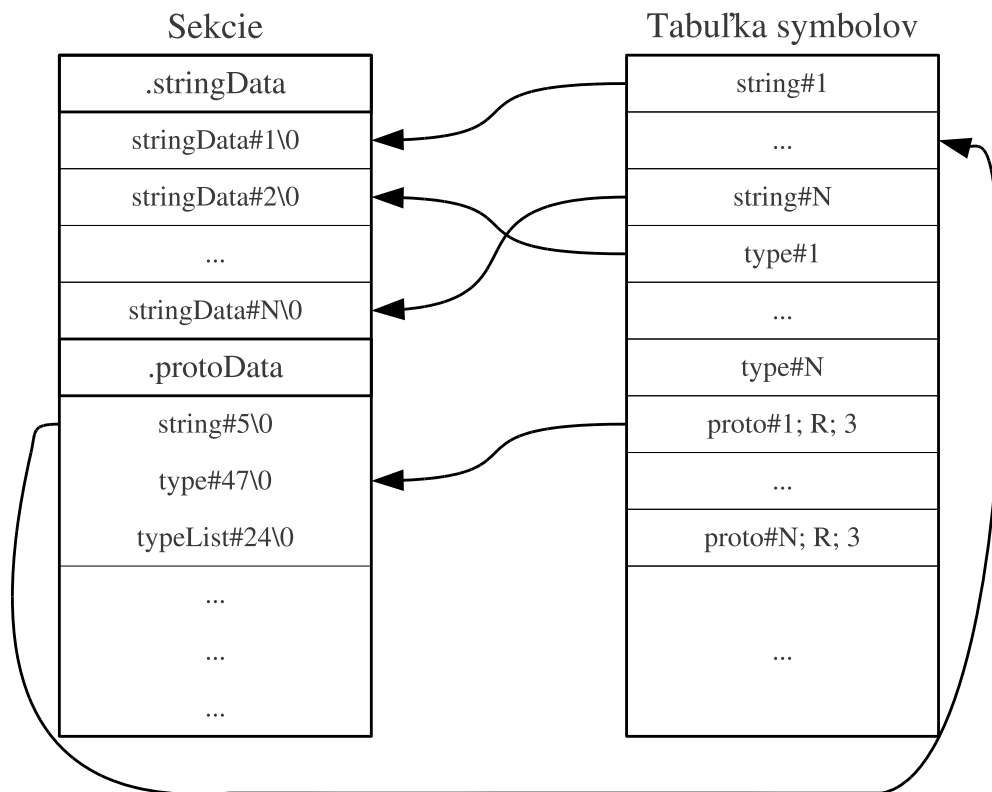 Sekcie
.stringData
stringData#1\0
stringData#2\0
...
stringData#N\0
.protoData
string#5\0
type#47\0
typeList#24\0
...
...
...
Tabuľka symbolov
string#1
...
string#N
type#1
...
type#N
proto#1; R; 3
...
proto#N; R; 3
...